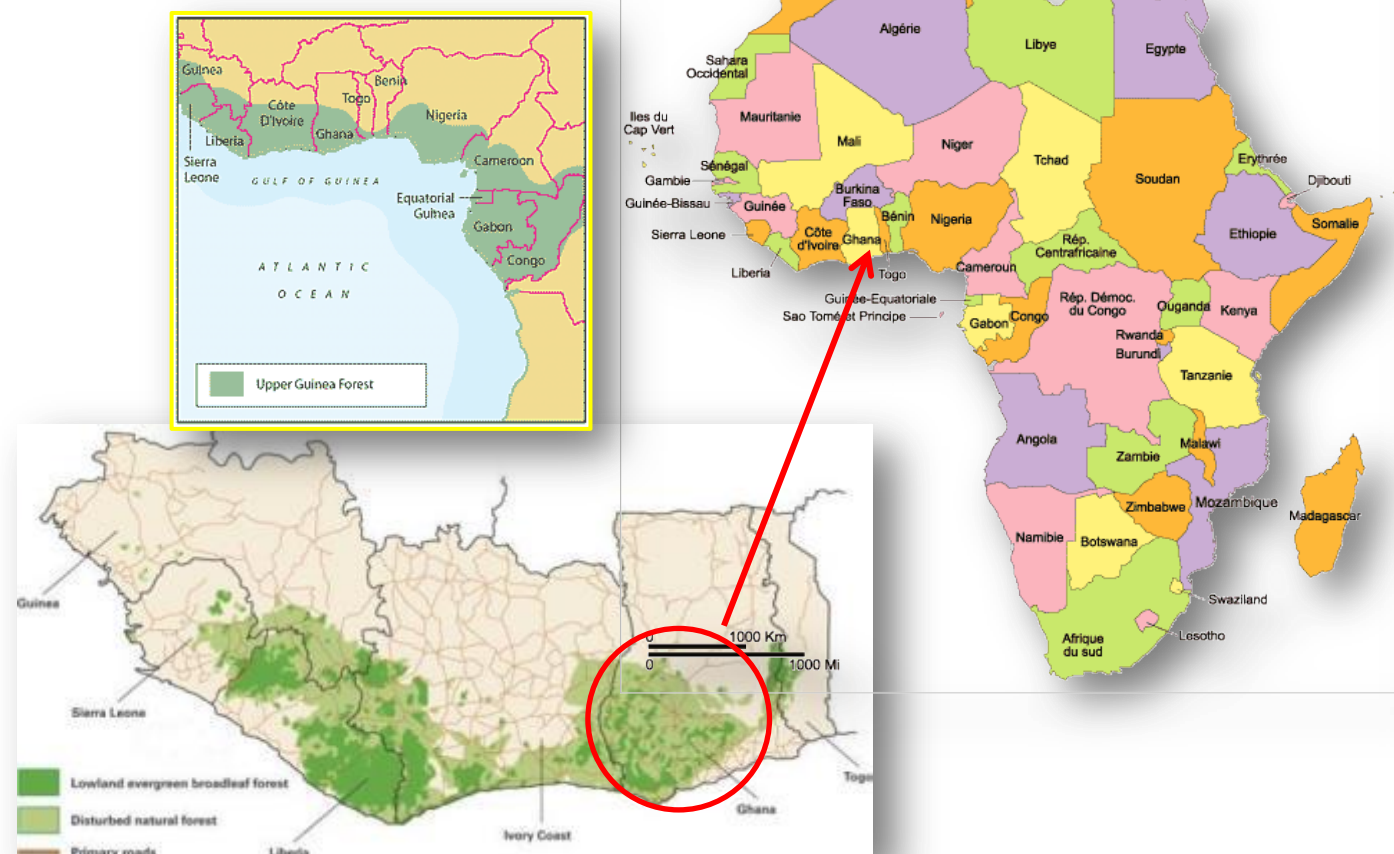 Guinea
Benin
Togo
Côte
D'Ivoire
Nigeria
Ghana
Liberia
Sierra
Leone
Cameroon
GULF OF GUINEA
Equatorial
Guinea
Gabon
Congo
ATLANTIC
OCEAN
Upper Guinea Forest
Algérie
Libye
Egypte
Sahara
Occidental
Mauritanie
Iles du
Cap Vert
Mali
Niger
Tchad
Soudan
Erythrée
Djibouti
Sénégal
Gambie
Guinée-Bissau
Guinée
Burkina
Faso
Bénin
Nigeria
Ethiopie
Somalie
Sierra Leone
Côte
d'Ivoire
Ghana
Rép.
Centrafricaine
Liberia
Togo
Cameroun
Guinée-Equatoriale
Sao Tomé et Principe
Gabon
Congo
Rép. Démoc.
du Congo
Ouganda
Kenya
Rwanda
Burundi
Tanzanie
Angola
Zambie
Malawi
Mozambique
Zimbabwe
Madagascar
Namibie
Botswana
Swaziland
Lesotho
Afrique
du sud
0 1000 Km
0 1000 Mi
Guinea
Sierra Leone
Lowland evergreen broadleaf forest
Disturbed natural forest
Primary roads
Liberia
Ivory Coast
Ghana
Togo